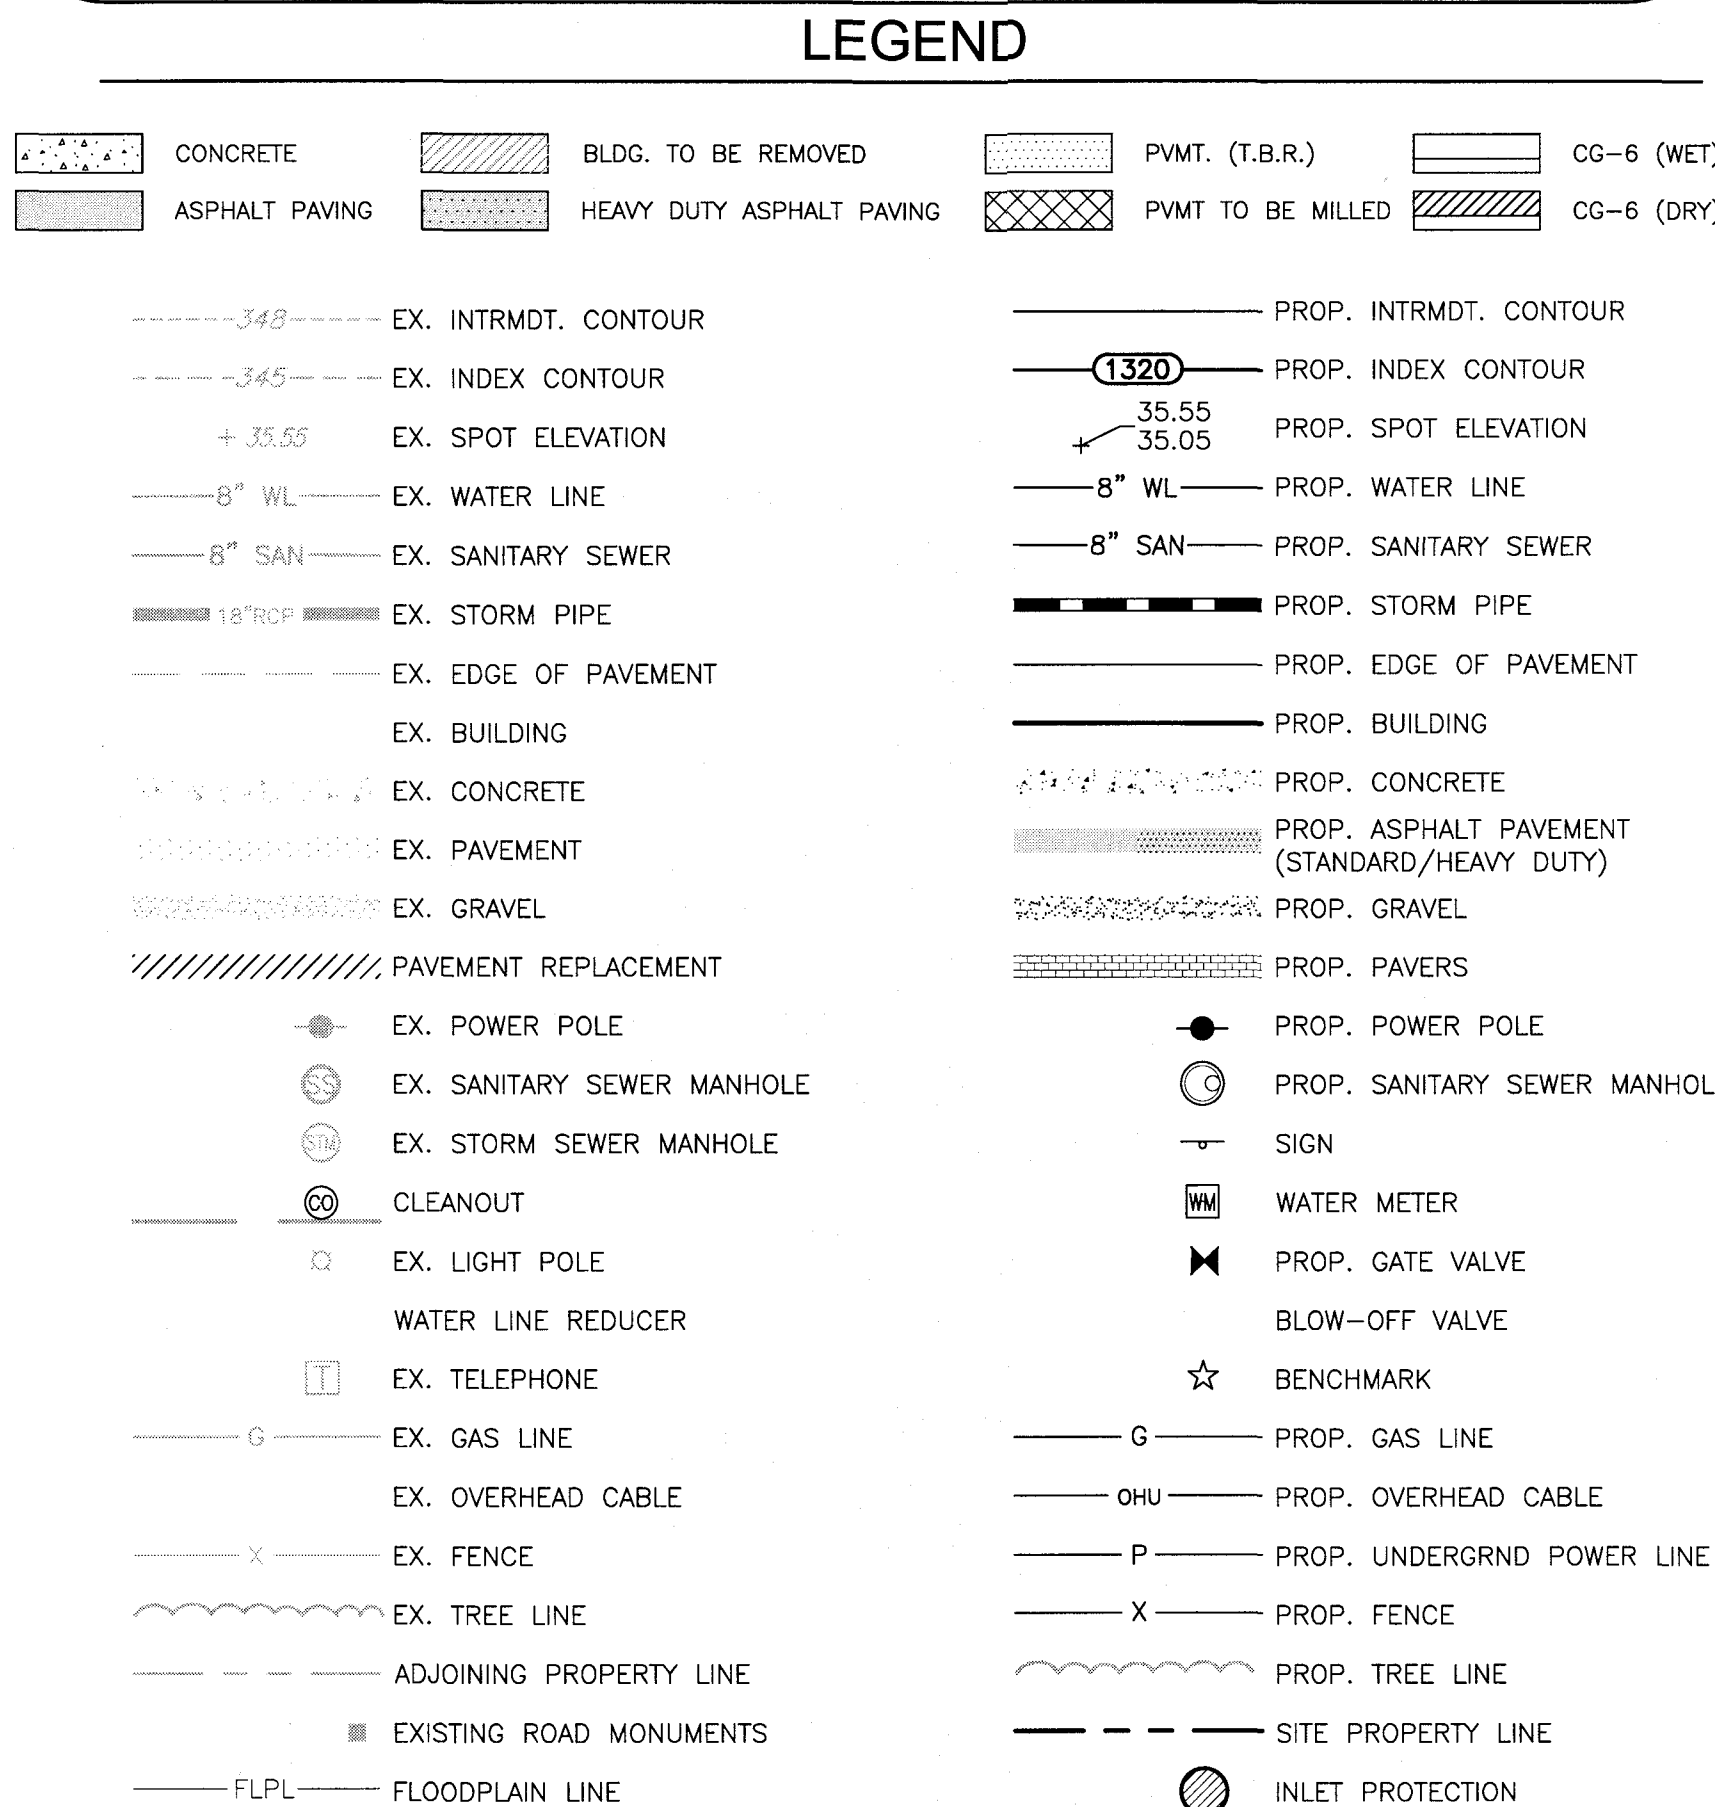 LEGEND
CONCRETE
BLDG. TO BE REMOVED
PVMT. (T.B.R.)
CG-6 (WET)
ASPHALT PAVING
HEAVY DUTY ASPHALT PAVING
PVMT TO BE MILLED
CG-6 (DRY)
348 EX. INTRMDT. CONTOUR
345 EX. INDEX CONTOUR
+ 35.55 EX. SPOT ELEVATION
8" WL EX. WATER LINE
8" SAN EX. SANITARY SEWER
18"RCP EX. STORM PIPE
EX. EDGE OF PAVEMENT
EX. BUILDING
EX. CONCRETE
EX. PAVEMENT
EX. GRAVEL
PAVEMENT REPLACEMENT
EX. POWER POLE
SS EX. SANITARY SEWER MANHOLE
STM EX. STORM SEWER MANHOLE
CO CLEANOUT
EX. LIGHT POLE
WATER LINE REDUCER
T EX. TELEPHONE
G EX. GAS LINE
EX. OVERHEAD CABLE
X EX. FENCE
EX. TREE LINE
ADJOINING PROPERTY LINE
EXISTING ROAD MONUMENTS
FLPL FLOODPLAIN LINE
PROP. INTRMDT. CONTOUR
1320 PROP. INDEX CONTOUR
35.55
35.05
PROP. SPOT ELEVATION
8" WL PROP. WATER LINE
8" SAN PROP. SANITARY SEWER
PROP. STORM PIPE
PROP. EDGE OF PAVEMENT
PROP. BUILDING
PROP. CONCRETE
PROP. ASPHALT PAVEMENT
(STANDARD/HEAVY DUTY)
PROP. GRAVEL
PROP. PAVERS
PROP. POWER POLE
PROP. SANITARY SEWER MANHOL
SIGN
WM WATER METER
PROP. GATE VALVE
BLOW-OFF VALVE
BENCHMARK
G PROP. GAS LINE
OHU PROP. OVERHEAD CABLE
P PROP. UNDERGRND POWER LINE
X PROP. FENCE
PROP. TREE LINE
SITE PROPERTY LINE
INLET PROTECTION